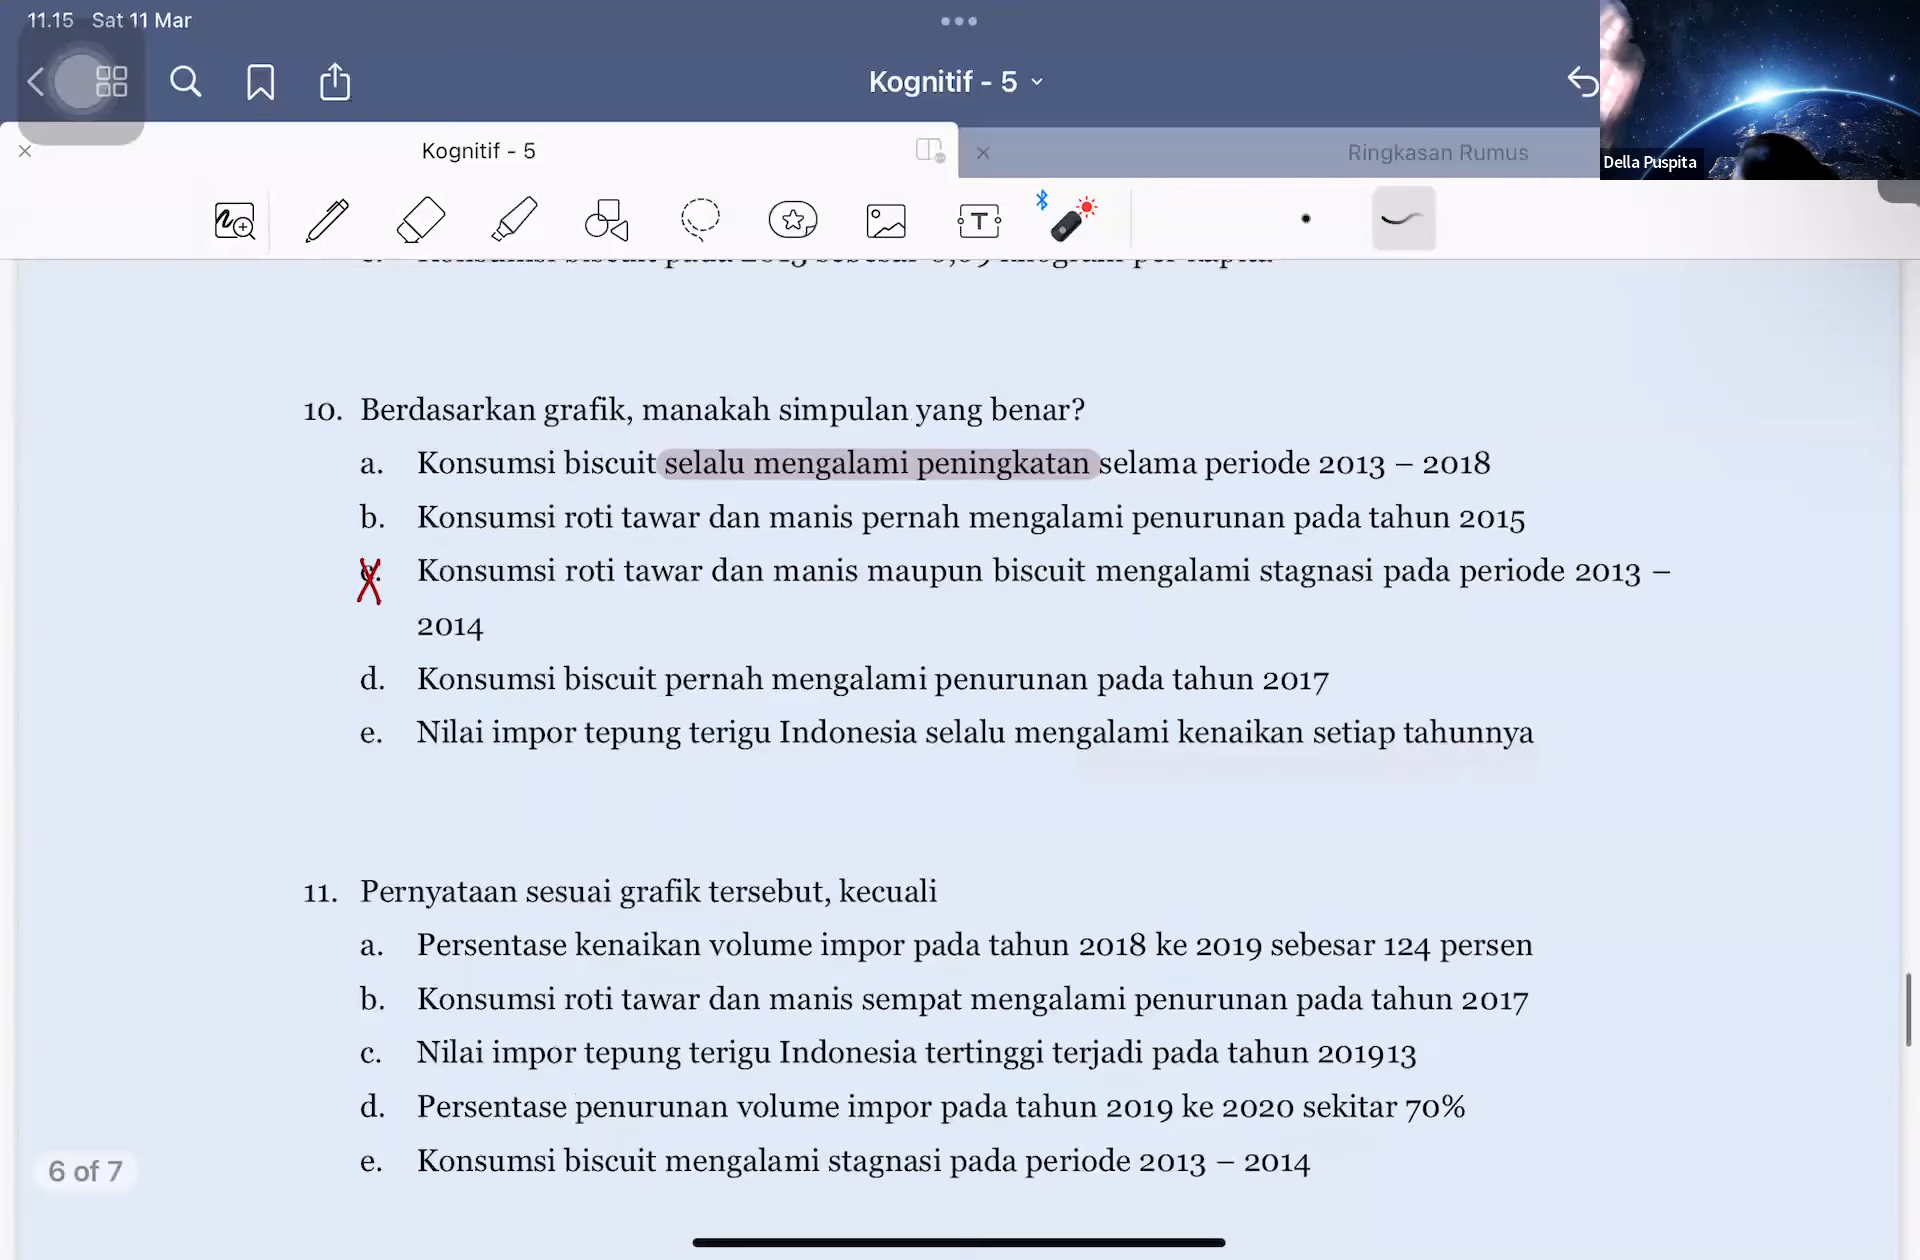 11.15 Sat 11 Mar
Kognitif - 5
Kognitif - 5
Ringkasan Rumus
Della Puspita
T
10. Berdasarkan grafik, manakah simpulan yang benar?
a. Konsumsi biscuit selalu mengalami peningkatan selama periode 2013 – 2018
b. Konsumsi roti tawar dan manis pernah mengalami penurunan pada tahun 2015
c. Konsumsi roti tawar dan manis maupun biscuit mengalami stagnasi pada periode 2013 –
2014
d. Konsumsi biscuit pernah mengalami penurunan pada tahun 2017
e. Nilai impor tepung terigu Indonesia selalu mengalami kenaikan setiap tahunnya
11. Pernyataan sesuai grafik tersebut, kecuali
a. Persentase kenaikan volume impor pada tahun 2018 ke 2019 sebesar 124 persen
b. Konsumsi roti tawar dan manis sempat mengalami penurunan pada tahun 2017
c. Nilai impor tepung terigu Indonesia tertinggi terjadi pada tahun 201913
d. Persentase penurunan volume impor pada tahun 2019 ke 2020 sekitar 70%
e. Konsumsi biscuit mengalami stagnasi pada periode 2013 – 2014
6 of 7